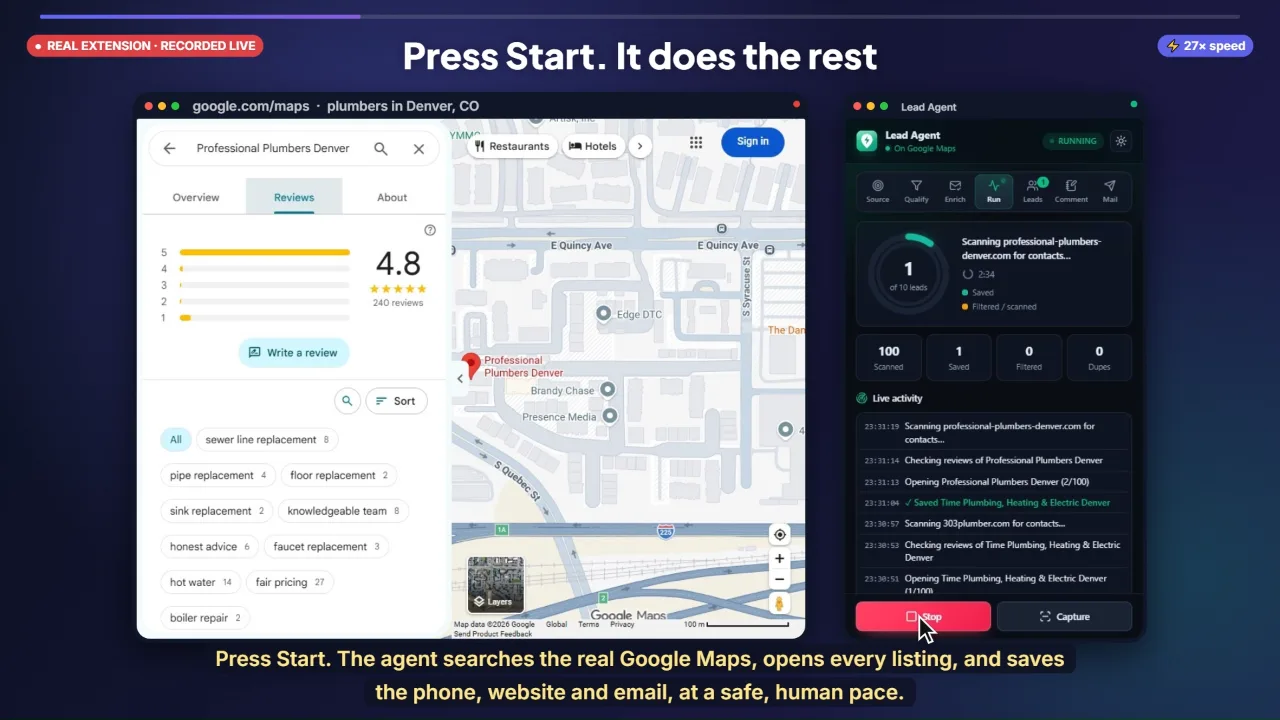 REAL EXTENSION · RECORDED LIVE
Press Start. It does the rest
⚡ 27× speed
google.com/maps · plumbers in Denver, CO
Professional Plumbers Denver
Overview
Reviews
About
5
4
3
2
1
4.8
240 reviews
Write a review
Sort
All
sewer line replacement 8
pipe replacement 4
floor replacement 2
sink replacement 2
knowledgeable team 8
honest advice 6
faucet replacement 3
hot water 14
fair pricing 27
boiler repair 2
Restaurants
Hotels
Sign in
E Quincy Ave
E Quincy Ave
S Syracuse St
Edge DTC
The Dan
Professional
Plumbers Denver
Brandy Chase
Presence Media
4
S Quebec St
1A
225
2
Layers
Google Maps
Map data ©2026 Google
Global
Terms
Privacy
100 m
Send Product Feedback
Lead Agent
Lead Agent
On Google Maps
RUNNING
Source
Qualify
Enrich
Run
Leads
1
Comment
Mail
1
of 10 leads
Scanning professional-plumbers-
denver.com for contacts...
2:34
Saved
Filtered / scanned
100
Scanned
1
Saved
0
Filtered
0
Dupes
Live activity
23:31:19 Scanning professional-plumbers-denver.com for
contacts...
23:31:14 Checking reviews of Professional Plumbers Denver
23:31:13 Opening Professional Plumbers Denver (2/100)
23:31:04 ✓ Saved Time Plumbing, Heating & Electric Denver
23:30:57 Scanning 303plumber.com for contacts...
23:30:53 Checking reviews of Time Plumbing, Heating & Electric
Denver
23:30:51 Opening Time Plumbing, Heating & Electric Denver
(1/100)
Stop
Capture
Press Start. The agent searches the real Google Maps, opens every listing, and saves
the phone, website and email, at a safe, human pace.